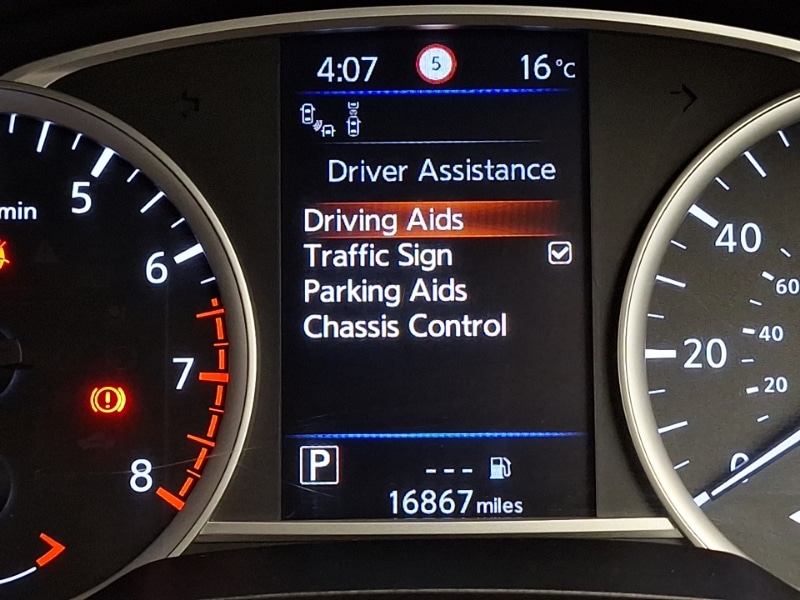 4:07 5 16°C
Driver Assistance
Driving Aids
Traffic Sign
Parking Aids
Chassis Control
P --- 
16867 miles
min
5
6
7
8
40
20
0
60
40
20